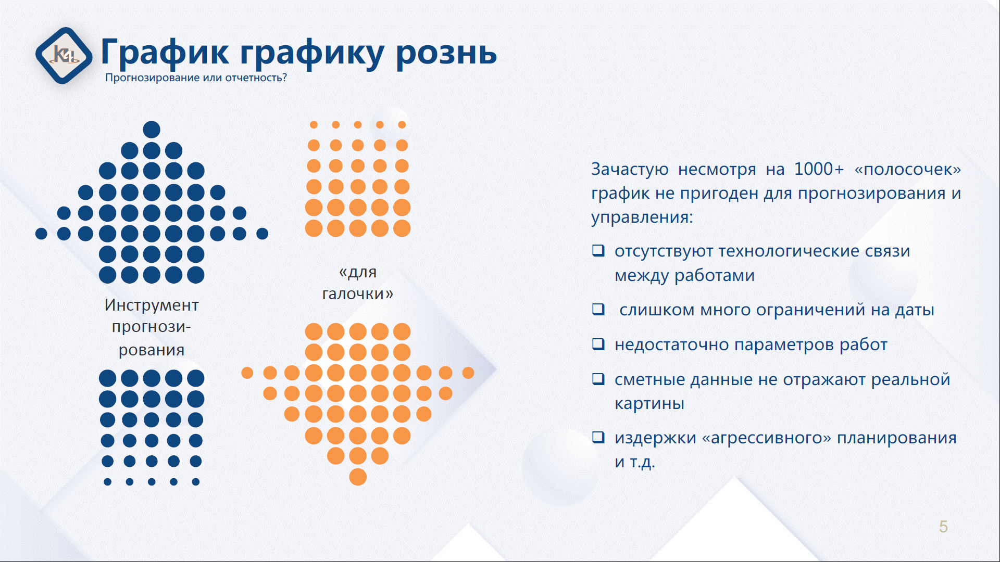 k4
График графику рознь
Прогнозирование или отчетность?
«для
галочки»
Инструмент
прогнози-
рования
Зачастую несмотря на 1000+ «полосочек»
график не пригоден для прогнозирования и
управления:
отсутствуют технологические связи
между работами
слишком много ограничений на даты
недостаточно параметров работ
сметные данные не отражают реальной
картины
издержки «агрессивного» планирования
и т.д.
5